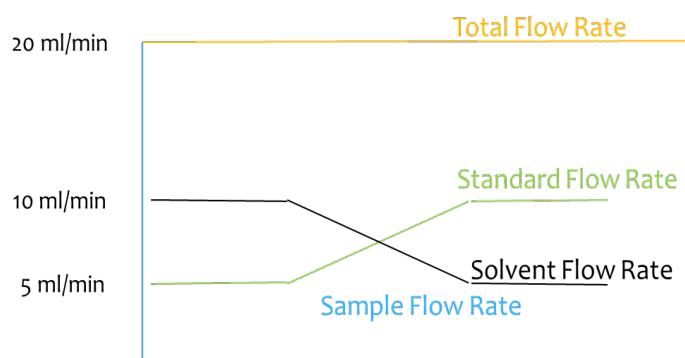 Total Flow Rate
20 ml/min
Standard Flow Rate
10 ml/min
Solvent Flow Rate
5 ml/min
Sample Flow Rate